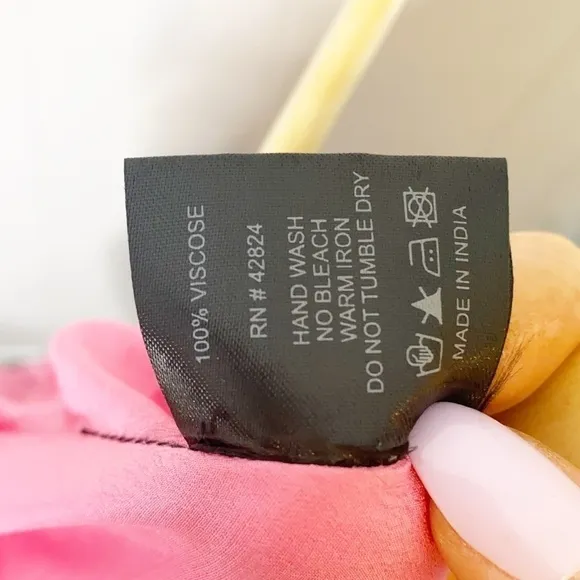 100% VISCOSE
RN # 42824
HAND WASH
NO BLEACH
WARM IRON
DO NOT TUMBLE DRY
MADE IN INDIA